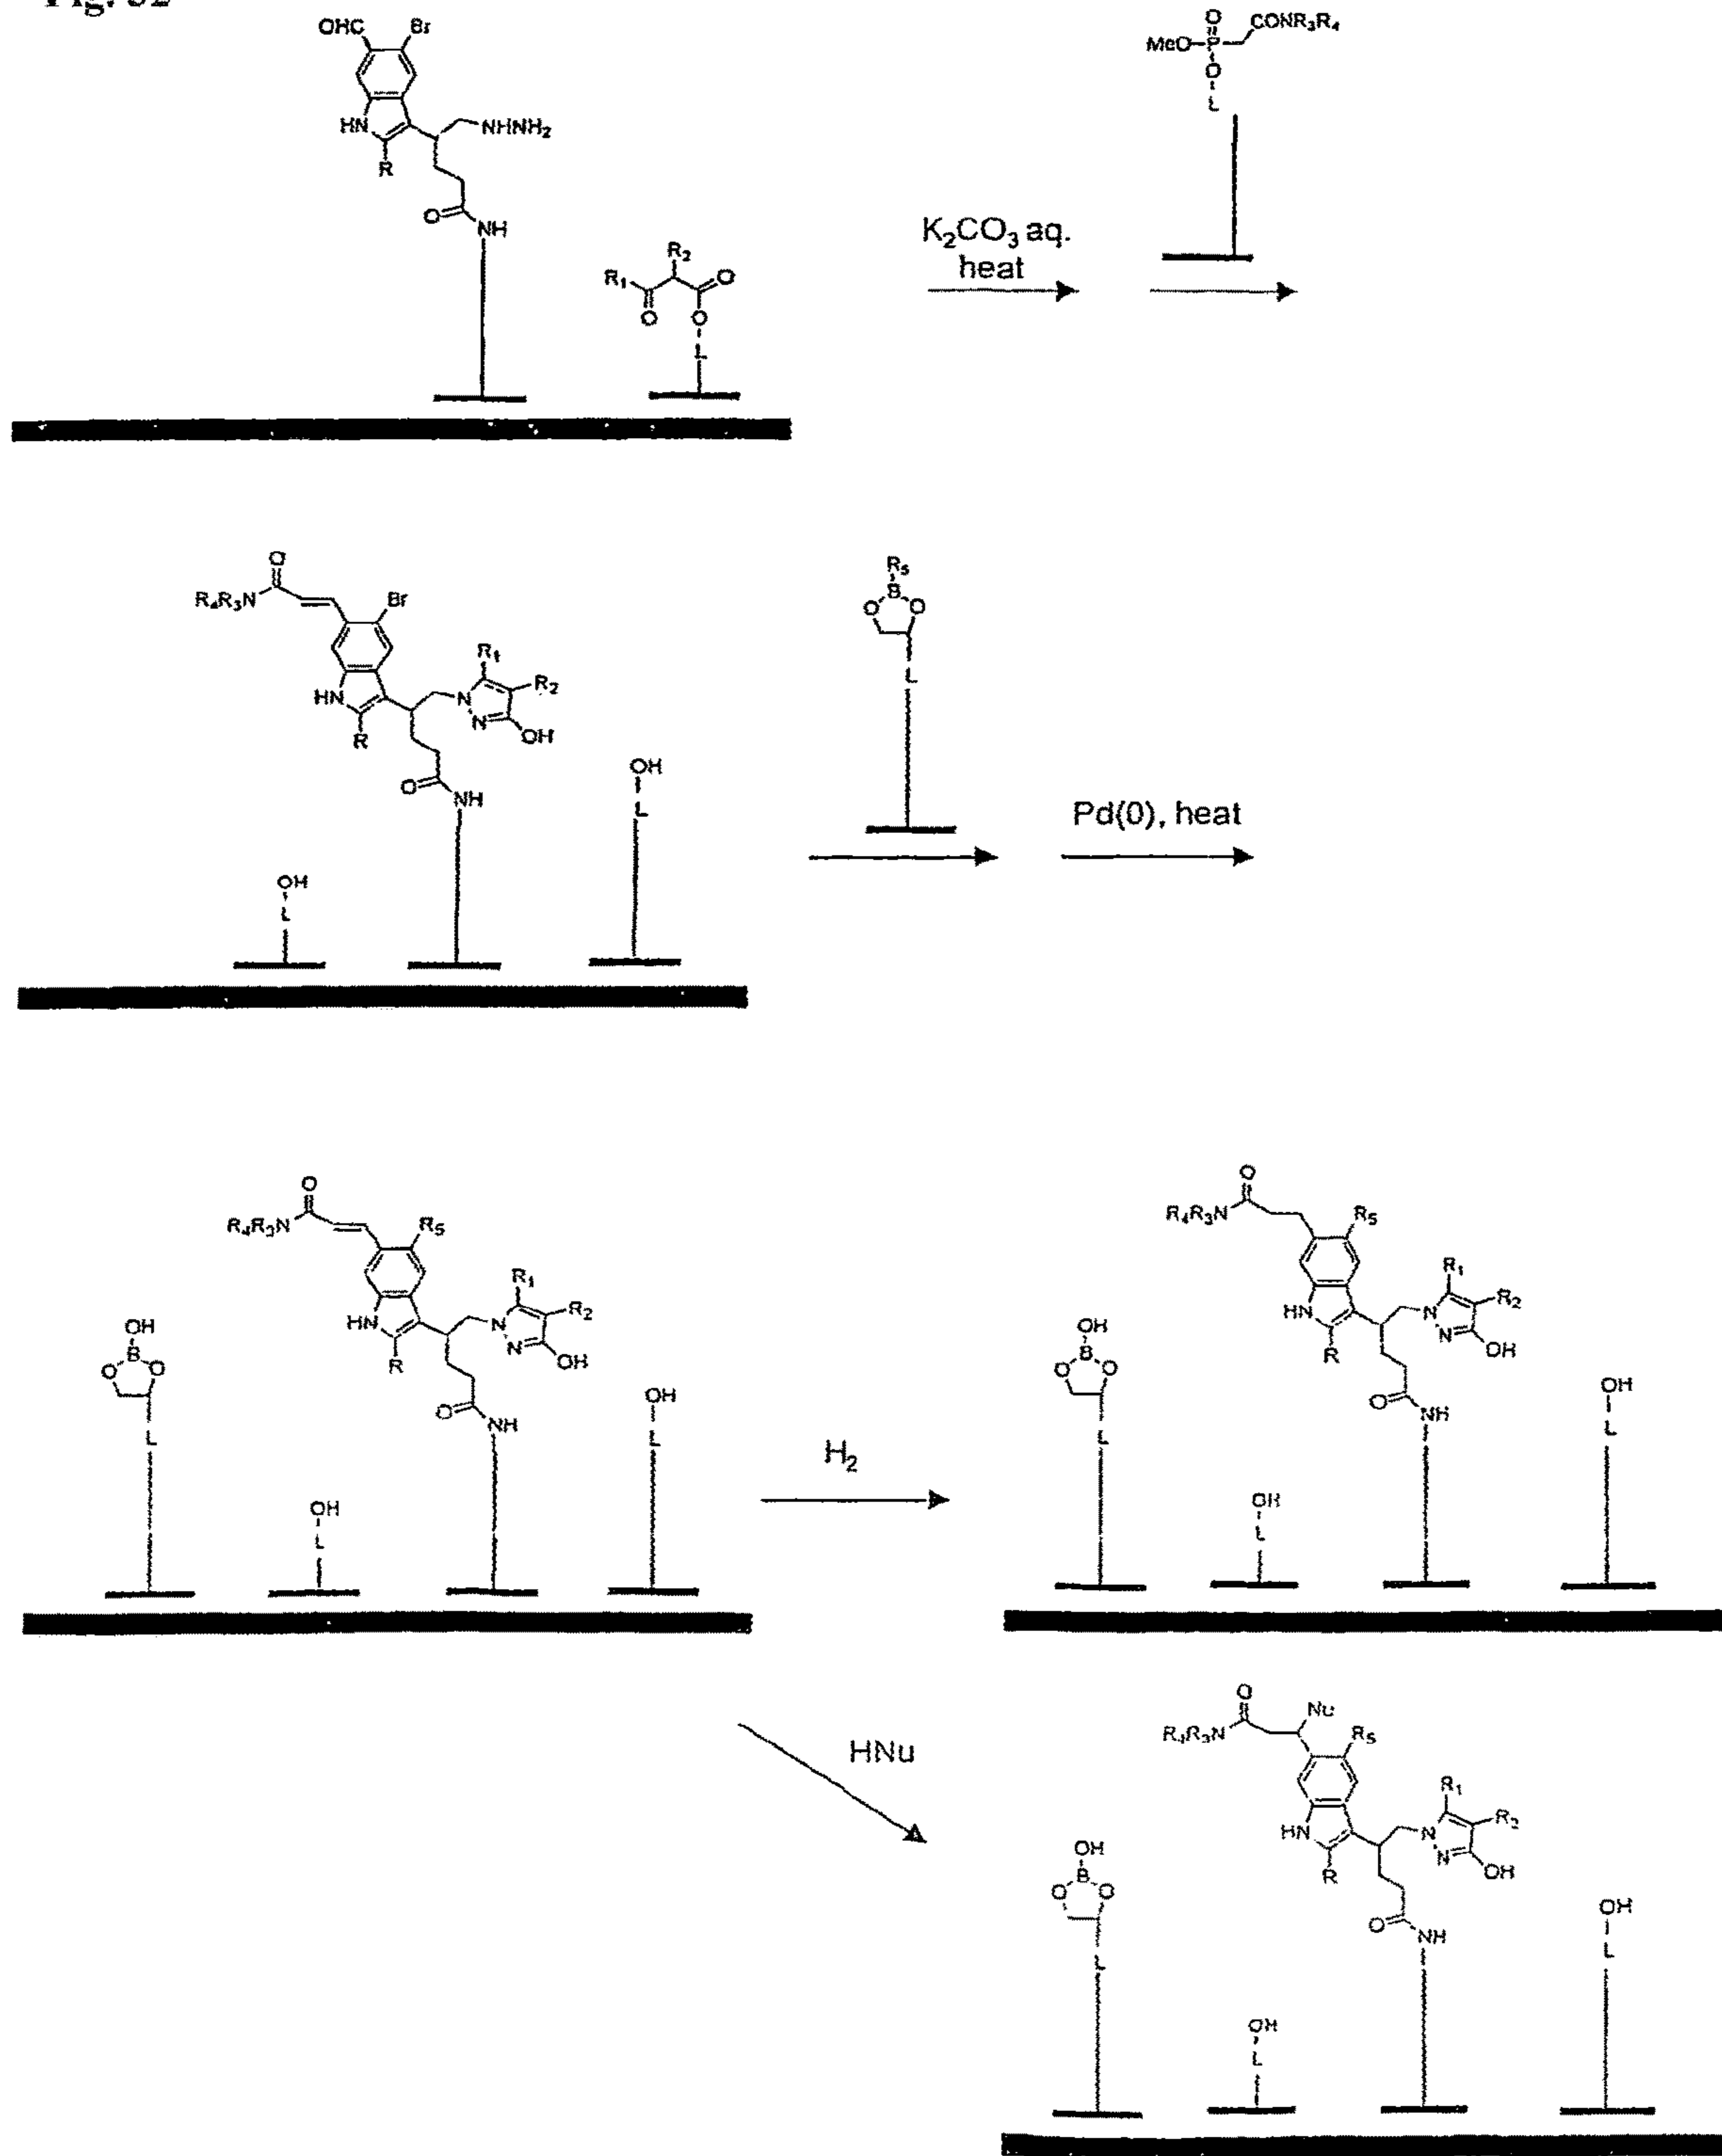 Fig.
OHC
Br
HN
NHNH₂
R
O
NH
R₂
R₁
O
O
O
L
K₂CO₃ aq.
heat
O
CONR₃R₄
MeO
P
O
L
O
R₄R₃N
Br
R₁
HN
N
R₂
N
OH
R
O
NH
OH
L
OH
L
R₅
B
O
O
L
Pd(0), heat
O
R₄R₃N
R₅
R₁
HN
N
R₂
N
OH
R
O
NH
OH
B
O
O
L
OH
L
OH
L
H₂
O
R₄R₃N
R₅
R₁
HN
N
R₂
N
OH
R
O
NH
OH
B
O
O
L
OH
L
OH
L
HNu
O
Nu
R₄R₃N
R₅
R₁
HN
N
R₂
N
OH
R
O
NH
OH
B
O
O
L
OH
L
OH
L